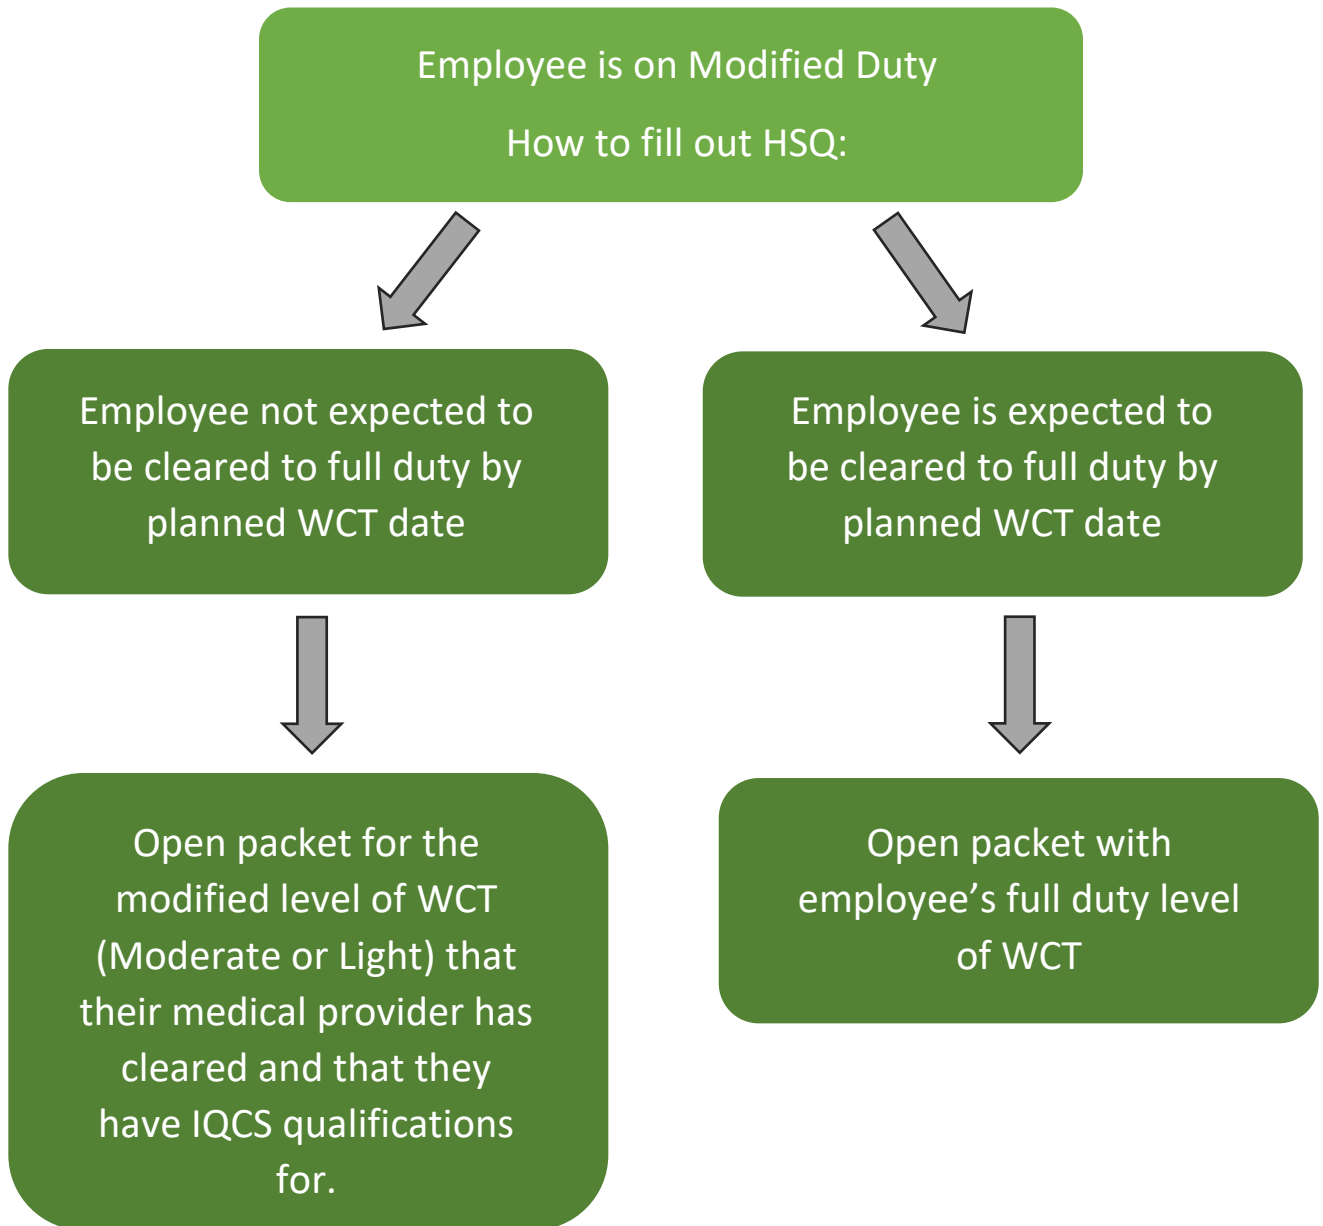 Employee is on Modified Duty
How to fill out HSQ:
Employee not expected to
be cleared to full duty by
planned WCT date
Employee is expected to
be cleared to full duty by
planned WCT date
Open packet for the
modified level of WCT
(Moderate or Light) that
their medical provider has
cleared and that they
have IQCS qualifications
for.
Open packet with
employee’s full duty level
of WCT